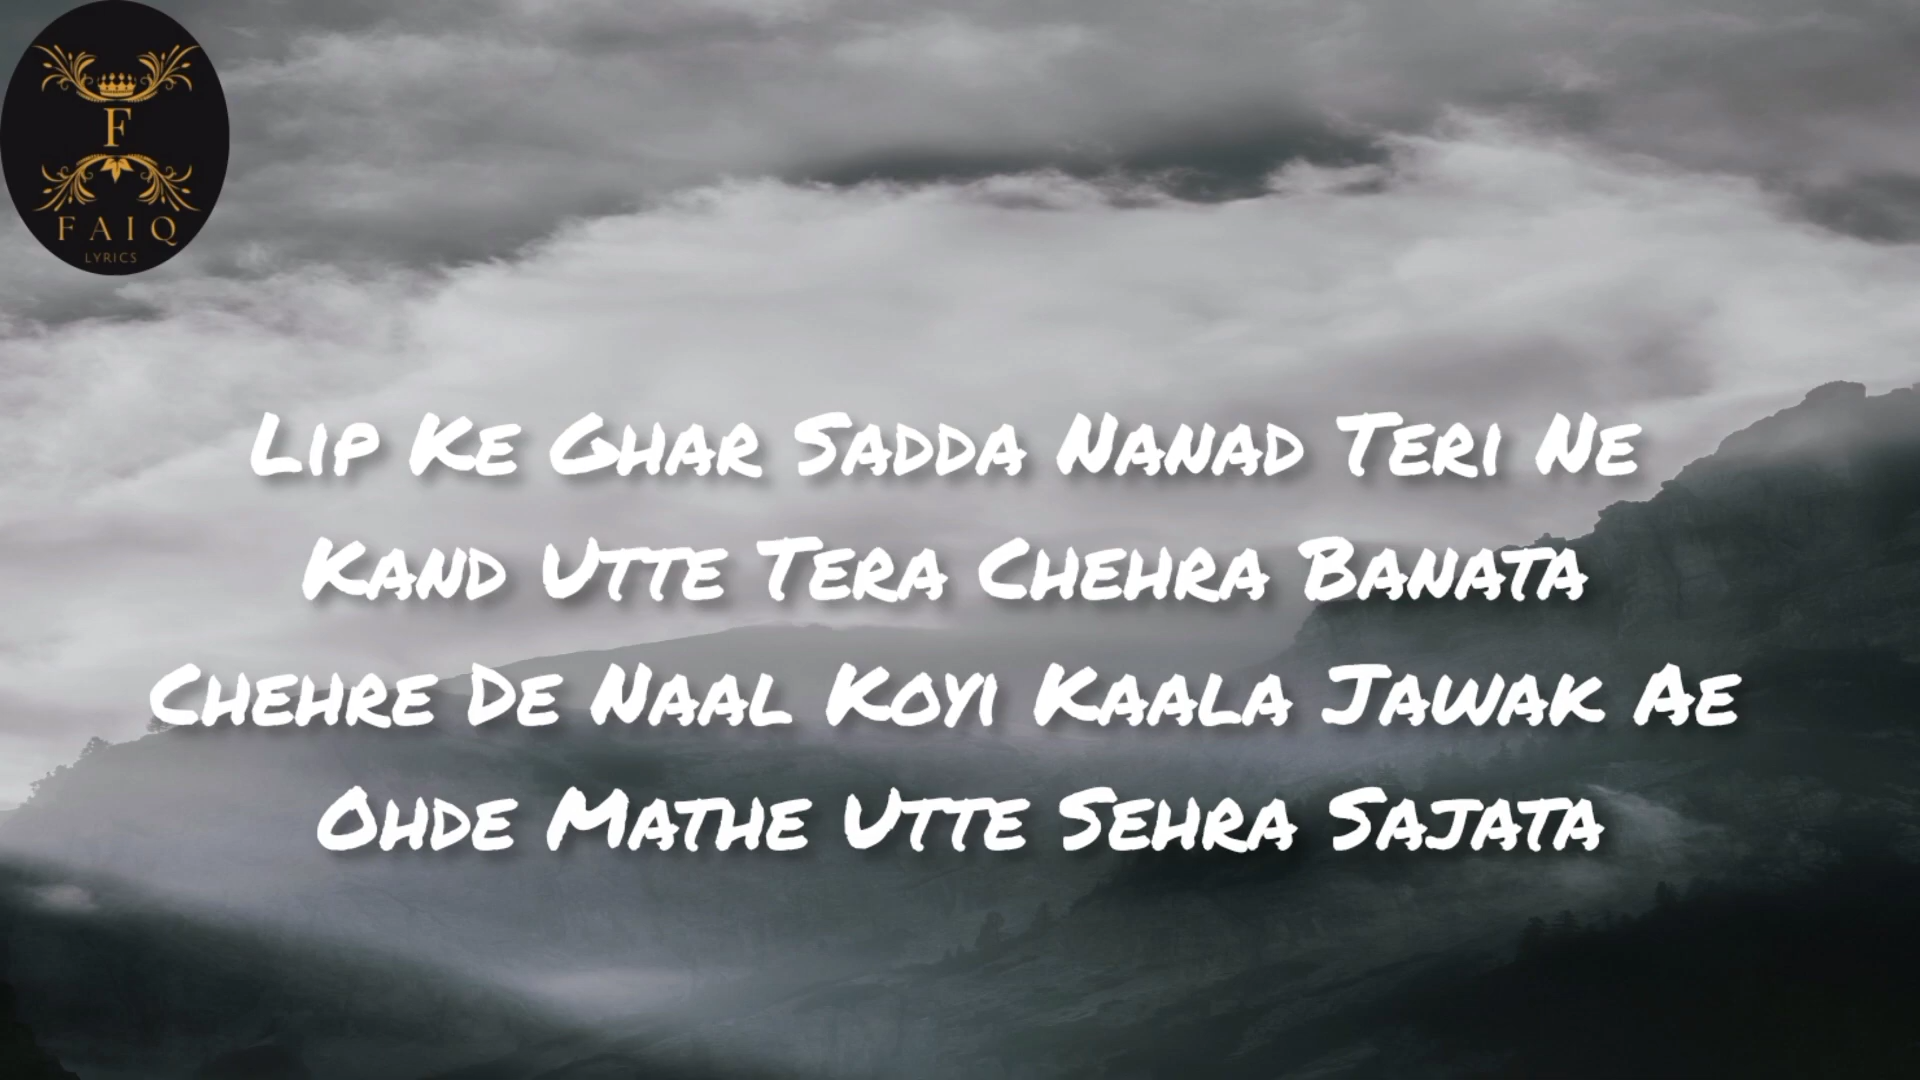 F
FAIQ
LYRICS
Lip Ke Ghar Sadda Nanad Teri Ne
Kand Utte Tera Chehra Banata
Chehre De Naal Koyi Kaala Jawak Ae
Ohde Mathe Utte Sehra Sajata